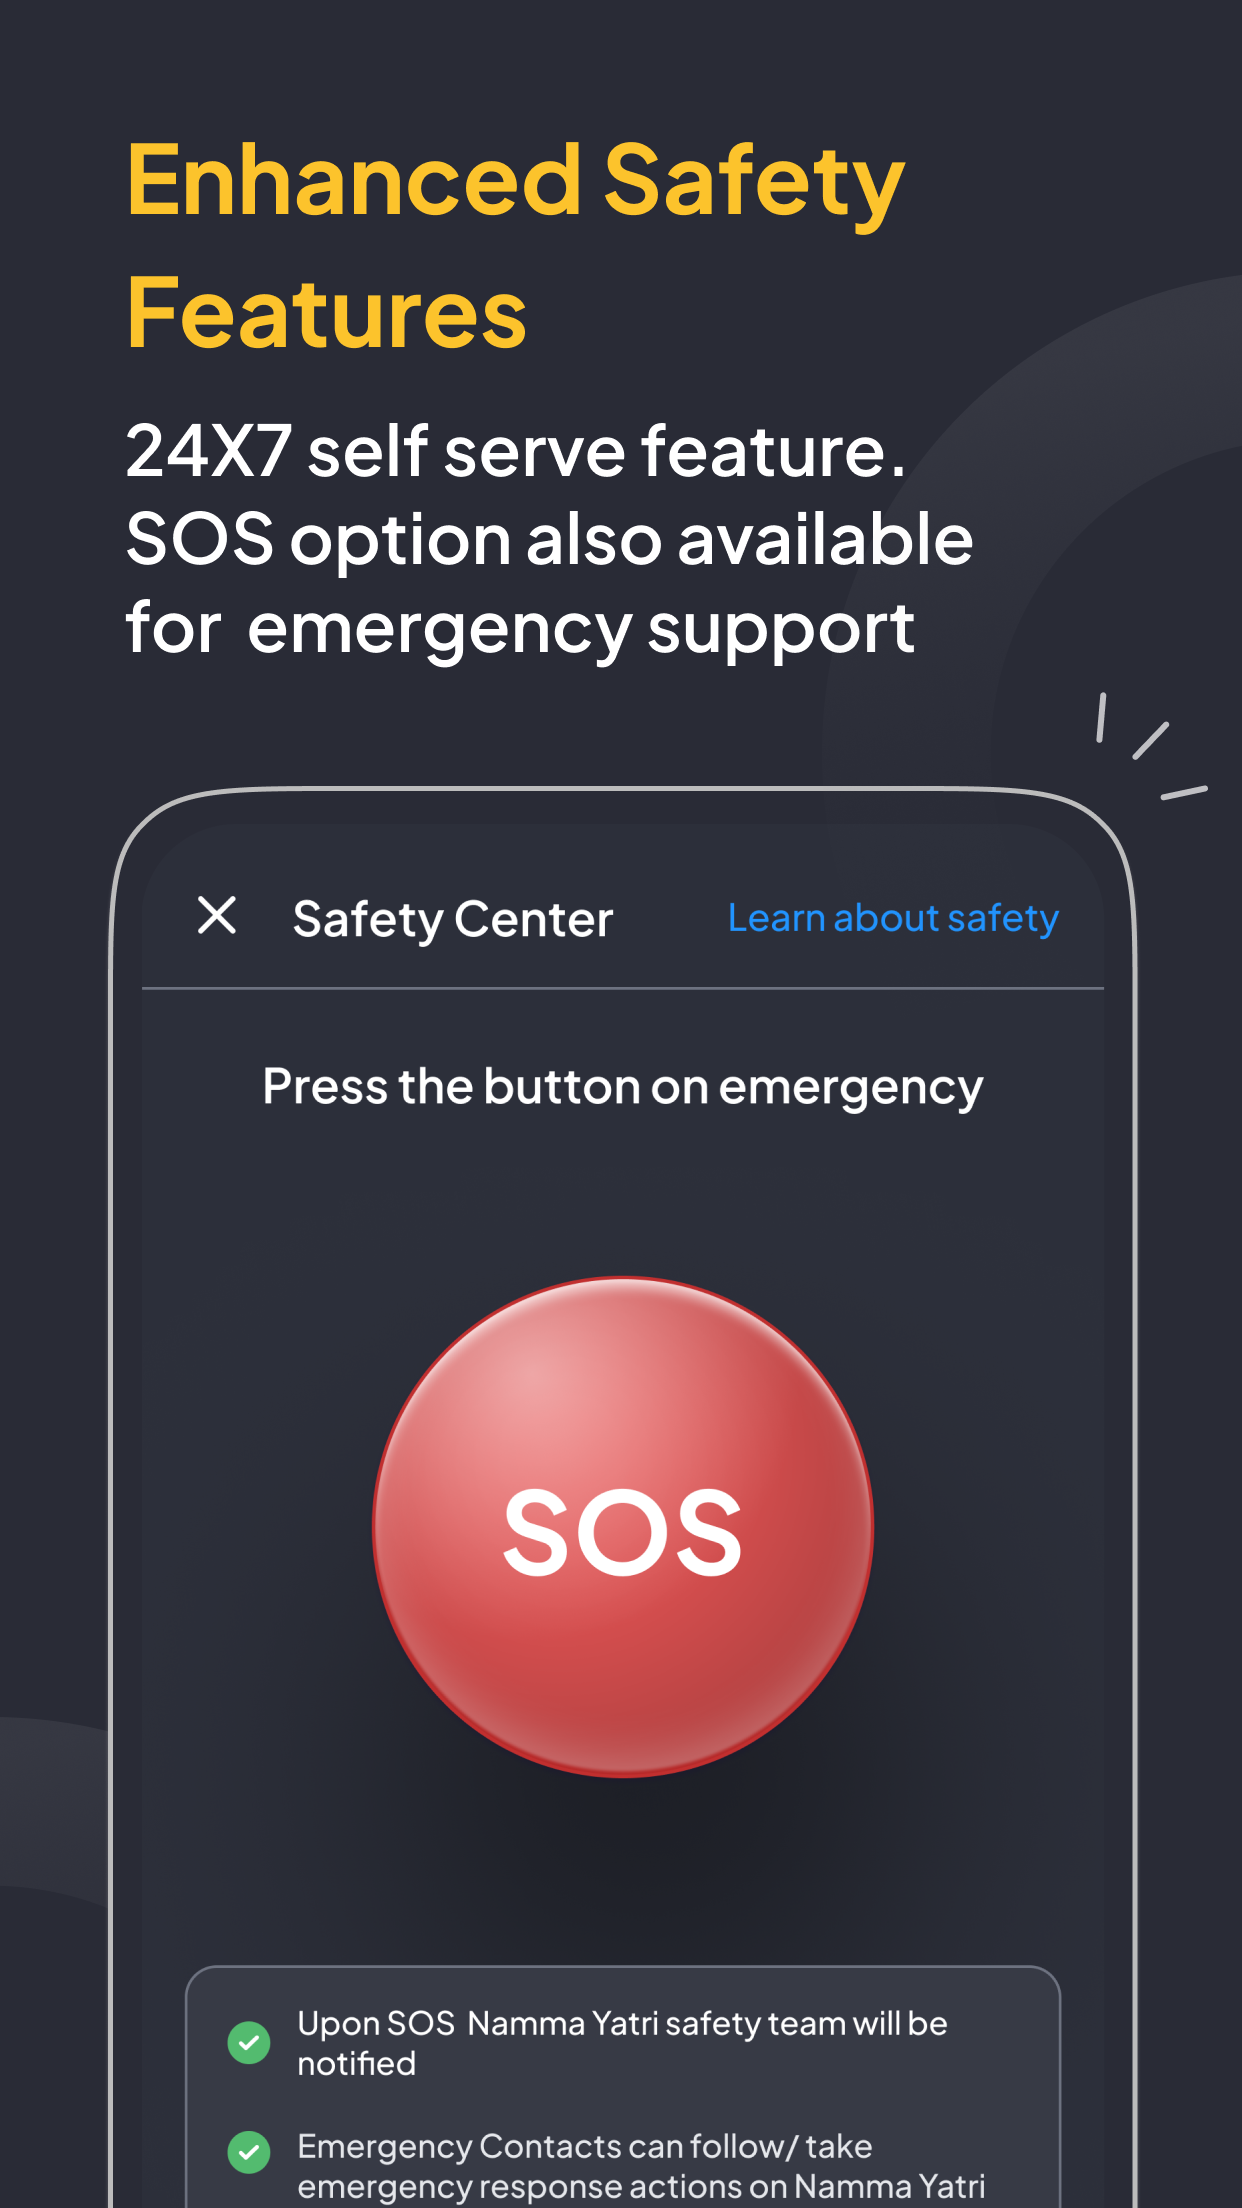 Enhanced Safety
Features
24X7 self serve feature.
SOS option also available
for  emergency support
Safety Center
Learn about safety
Press the button on emergency
SOS
Upon SOS  Namma Yatri safety team will be
notified
Emergency Contacts can follow/ take
emergency response actions on Namma Yatri